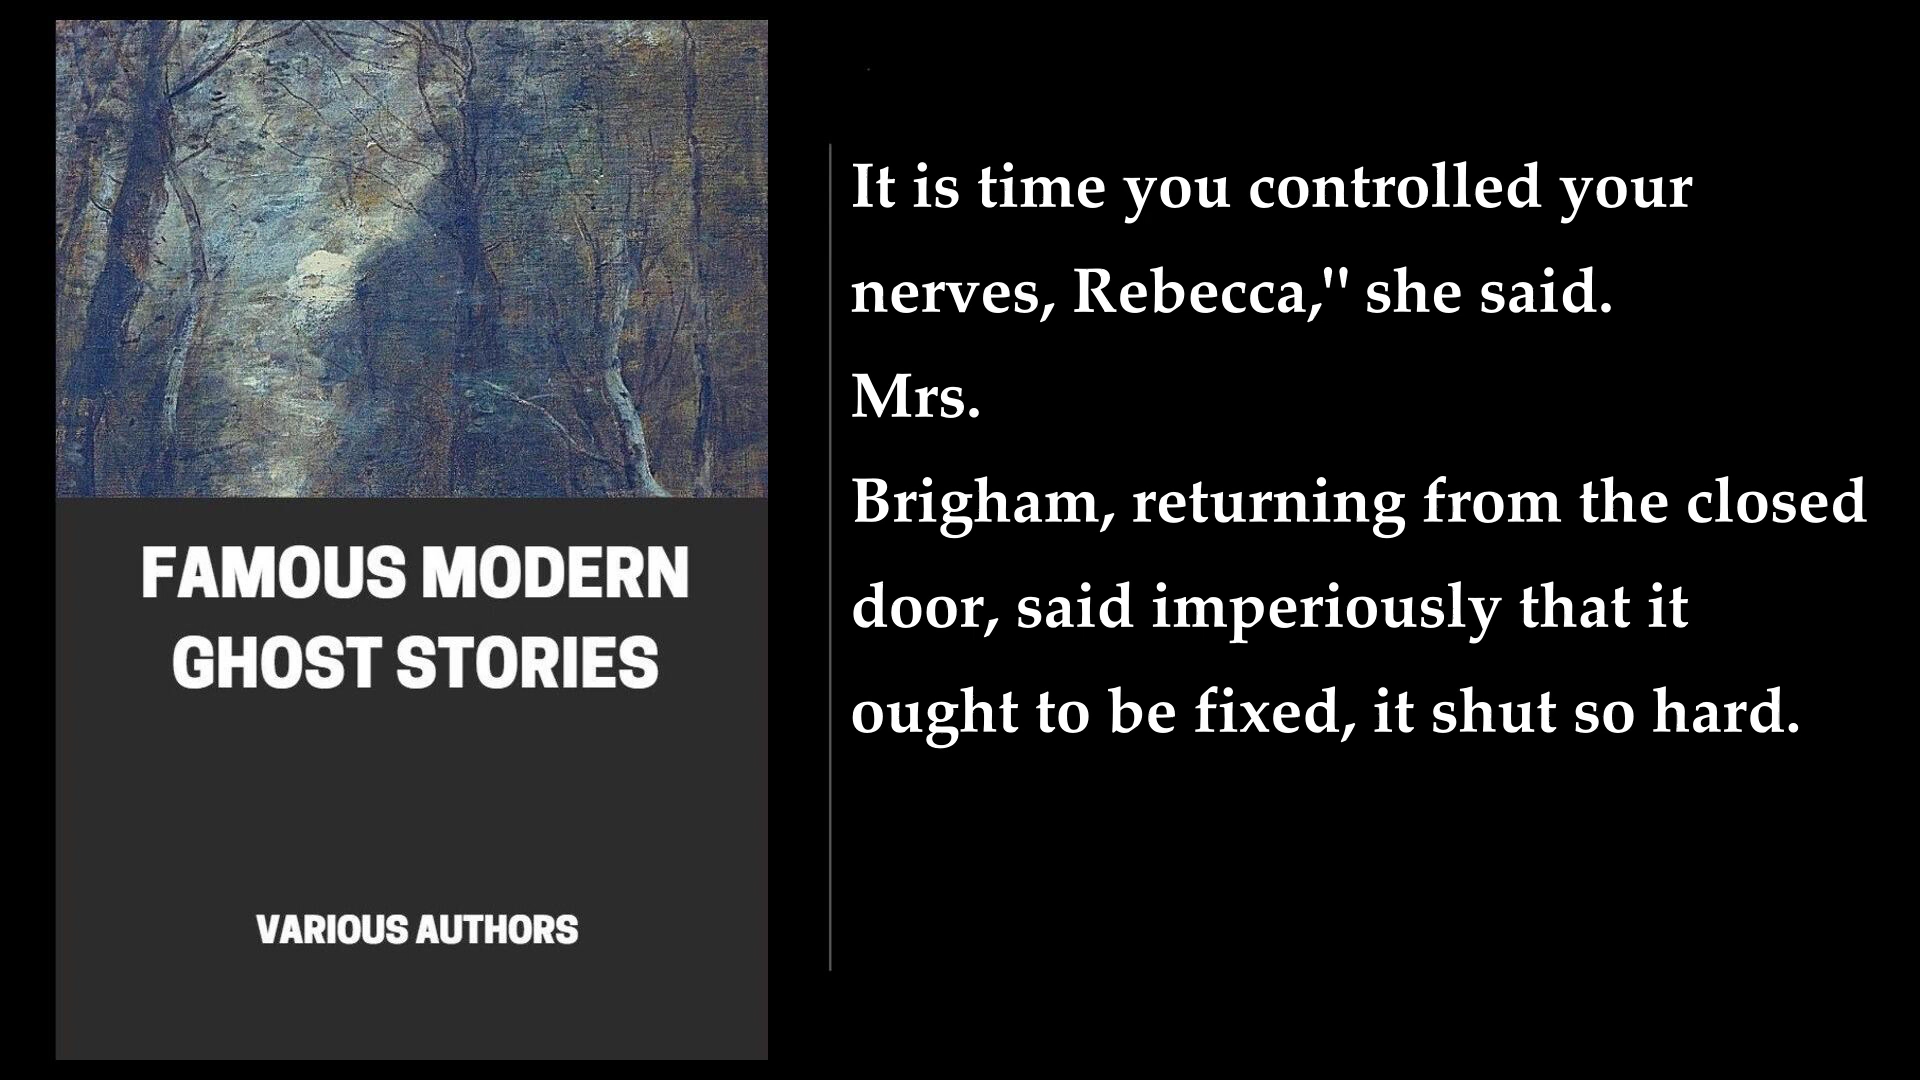 FAMOUS MODERN
GHOST STORIES
VARIOUS AUTHORS
It is time you controlled your
nerves, Rebecca," she said.
Mrs.
Brigham, returning from the closed
door, said imperiously that it
ought to be fixed, it shut so hard.